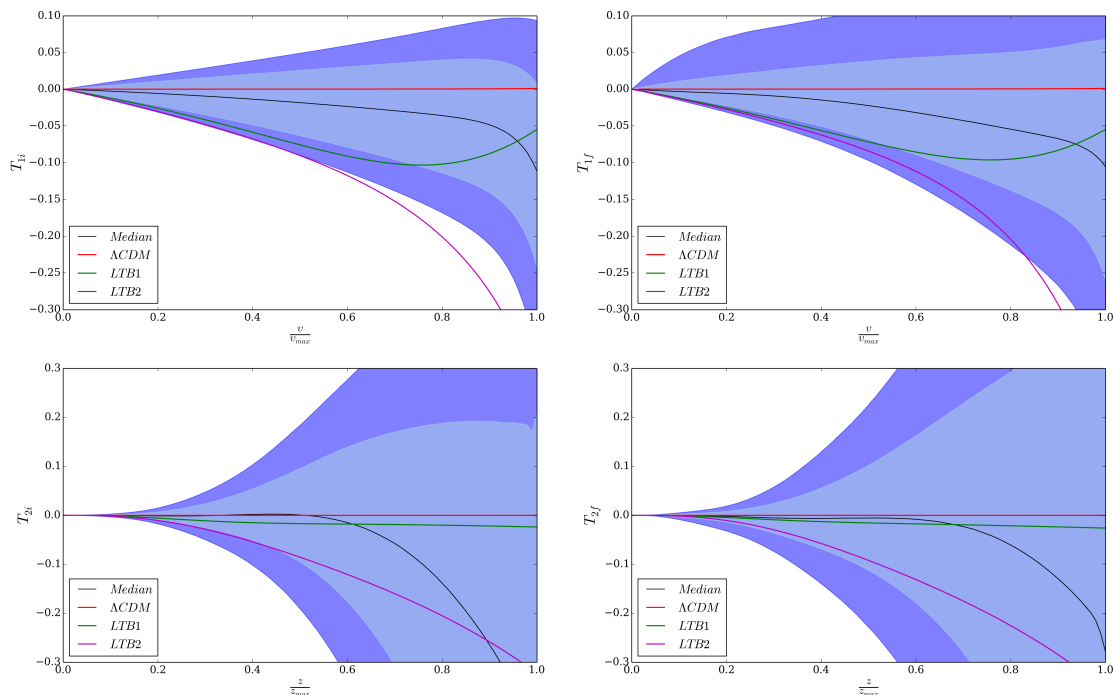 0.10
0.05
0.00
−0.05
−0.10
−0.15
−0.20
−0.25
−0.30
T1i
Median
ΛCDM
LTB1
LTB2
0.0 0.2 0.4 0.6 0.8 1.0
v
vmax
0.10
0.05
0.00
−0.05
−0.10
−0.15
−0.20
−0.25
−0.30
T1f
Median
ΛCDM
LTB1
LTB2
0.0 0.2 0.4 0.6 0.8 1.0
v
vmax
0.3
0.2
0.1
0.0
−0.1
−0.2
−0.3
T2i
Median
ΛCDM
LTB1
LTB2
0.0 0.2 0.4 0.6 0.8 1.0
z
zmax
0.3
0.2
0.1
0.0
−0.1
−0.2
−0.3
T2f
Median
ΛCDM
LTB1
LTB2
0.0 0.2 0.4 0.6 0.8 1.0
z
zmax